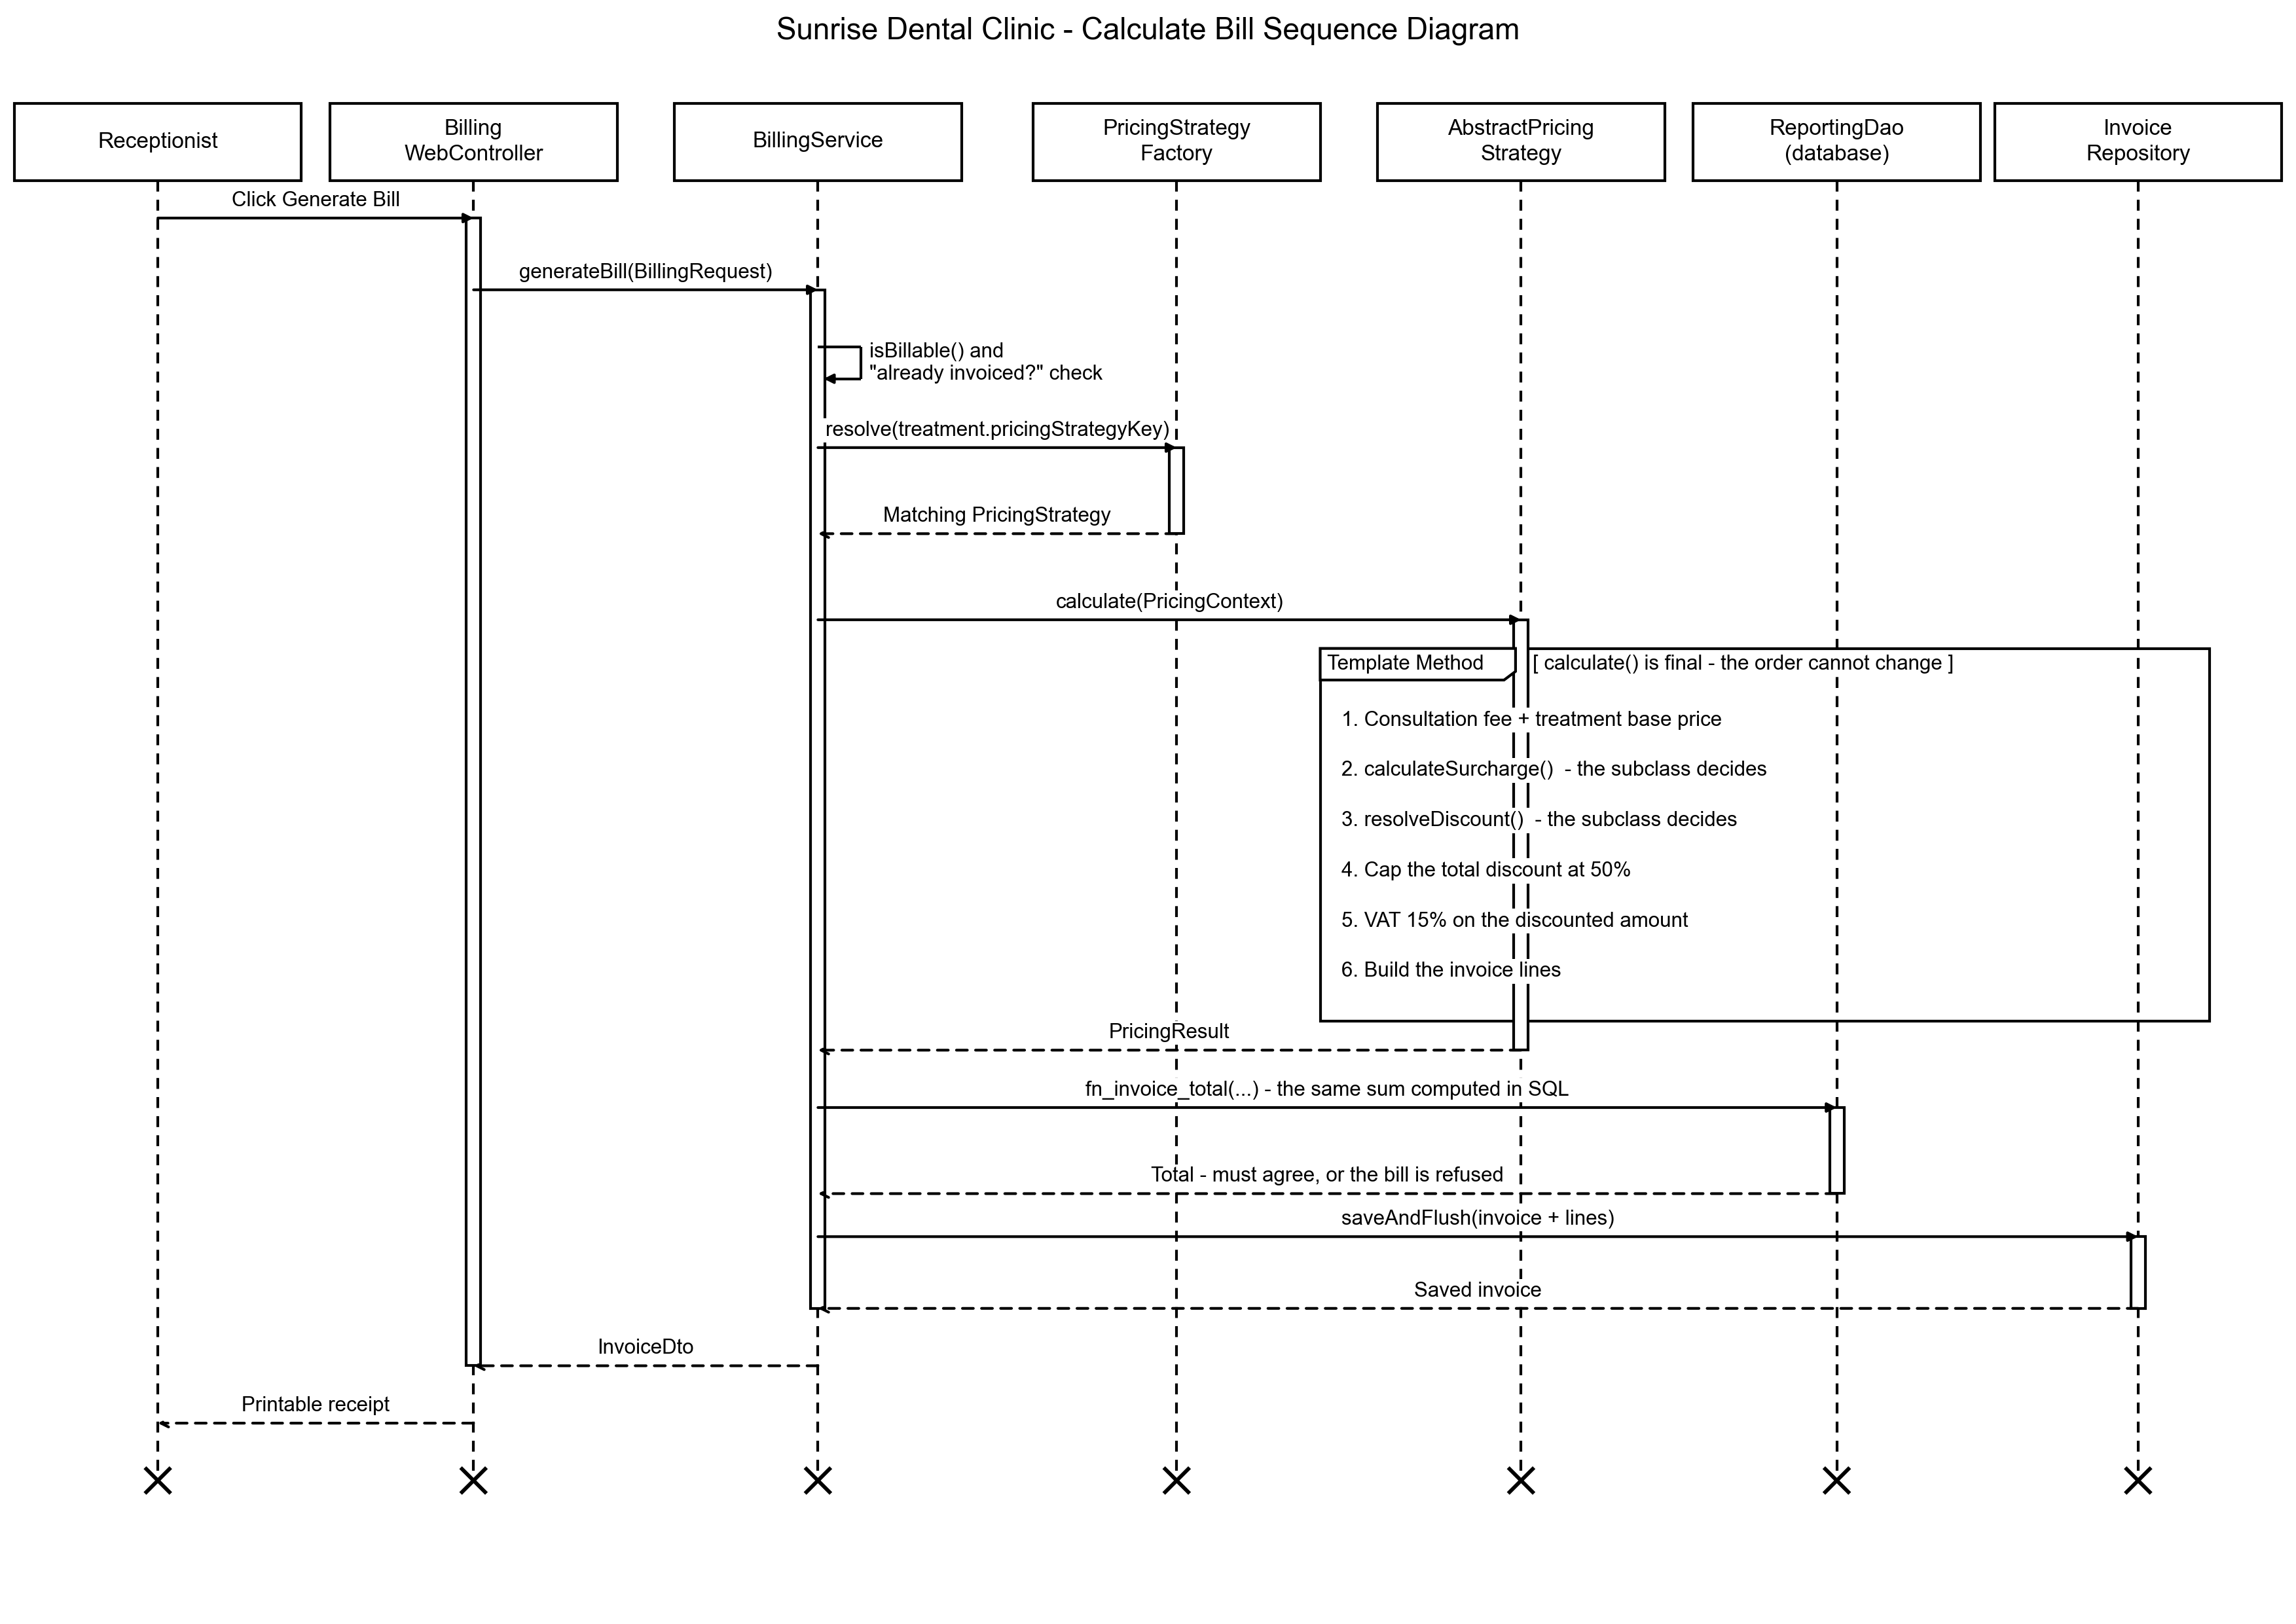 Sunrise Dental Clinic - Calculate Bill Sequence Diagram
Receptionist
Billing
WebController
BillingService
PricingStrategy
Factory
AbstractPricing
Strategy
ReportingDao
(database)
Invoice
Repository
Click Generate Bill
generateBill(BillingRequest)
isBillable() and
"already invoiced?" check
resolve(treatment.pricingStrategyKey)
Matching PricingStrategy
calculate(PricingContext)
Template Method
[ calculate() is final - the order cannot change ]
1. Consultation fee + treatment base price
2. calculateSurcharge()  - the subclass decides
3. resolveDiscount()  - the subclass decides
4. Cap the total discount at 50%
5. VAT 15% on the discounted amount
6. Build the invoice lines
PricingResult
fn_invoice_total(...) - the same sum computed in SQL
Total - must agree, or the bill is refused
saveAndFlush(invoice + lines)
Saved invoice
InvoiceDto
Printable receipt